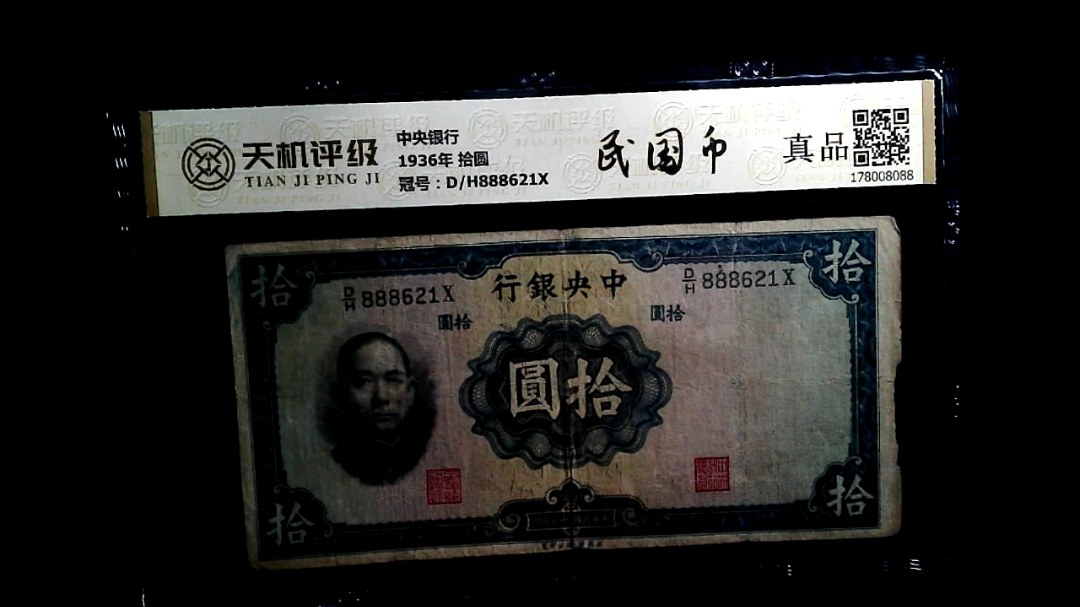 天机评级
TIAN JI PING JI
中央银行
1936年 拾圆
冠号：D/H888621X
民国币
真品
178008088
拾
拾
行銀央中
D/H 888621X
D/H 888621X
圓拾
圓拾
圓拾
拾
拾